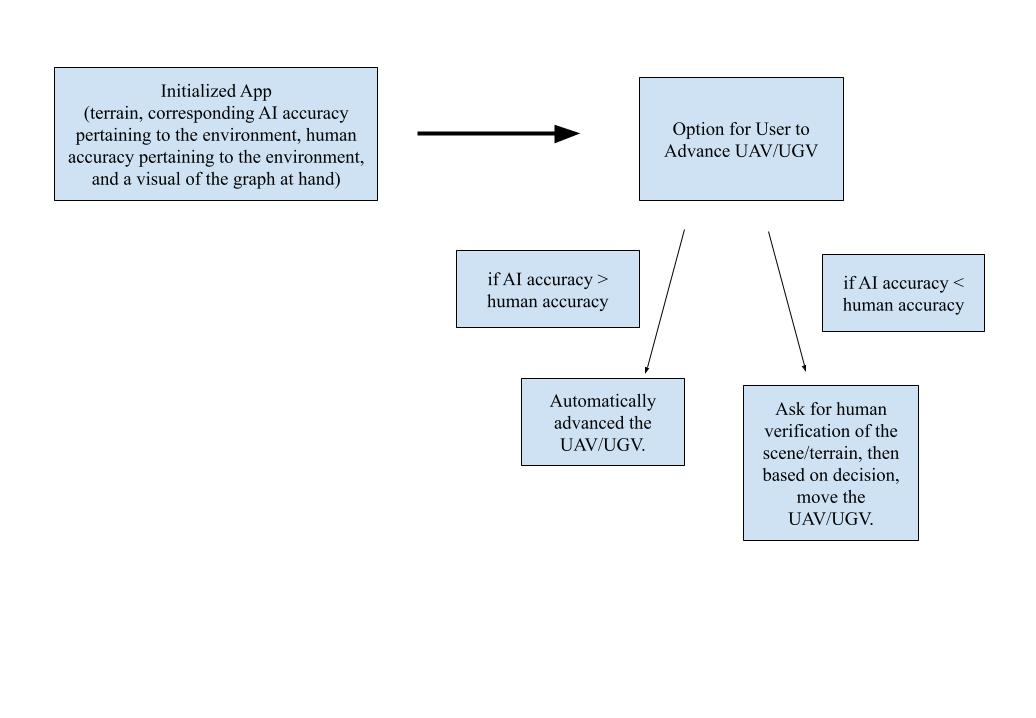 Initialized App
(terrain, corresponding AI accuracy
pertaining to the environment, human
accuracy pertaining to the environment,
and a visual of the graph at hand)
Option for User to
Advance UAV/UGV
if AI accuracy >
human accuracy
if AI accuracy <
human accuracy
Automatically
advanced the
UAV/UGV.
Ask for human
verification of the
scene/terrain, then
based on decision,
move the
UAV/UGV.